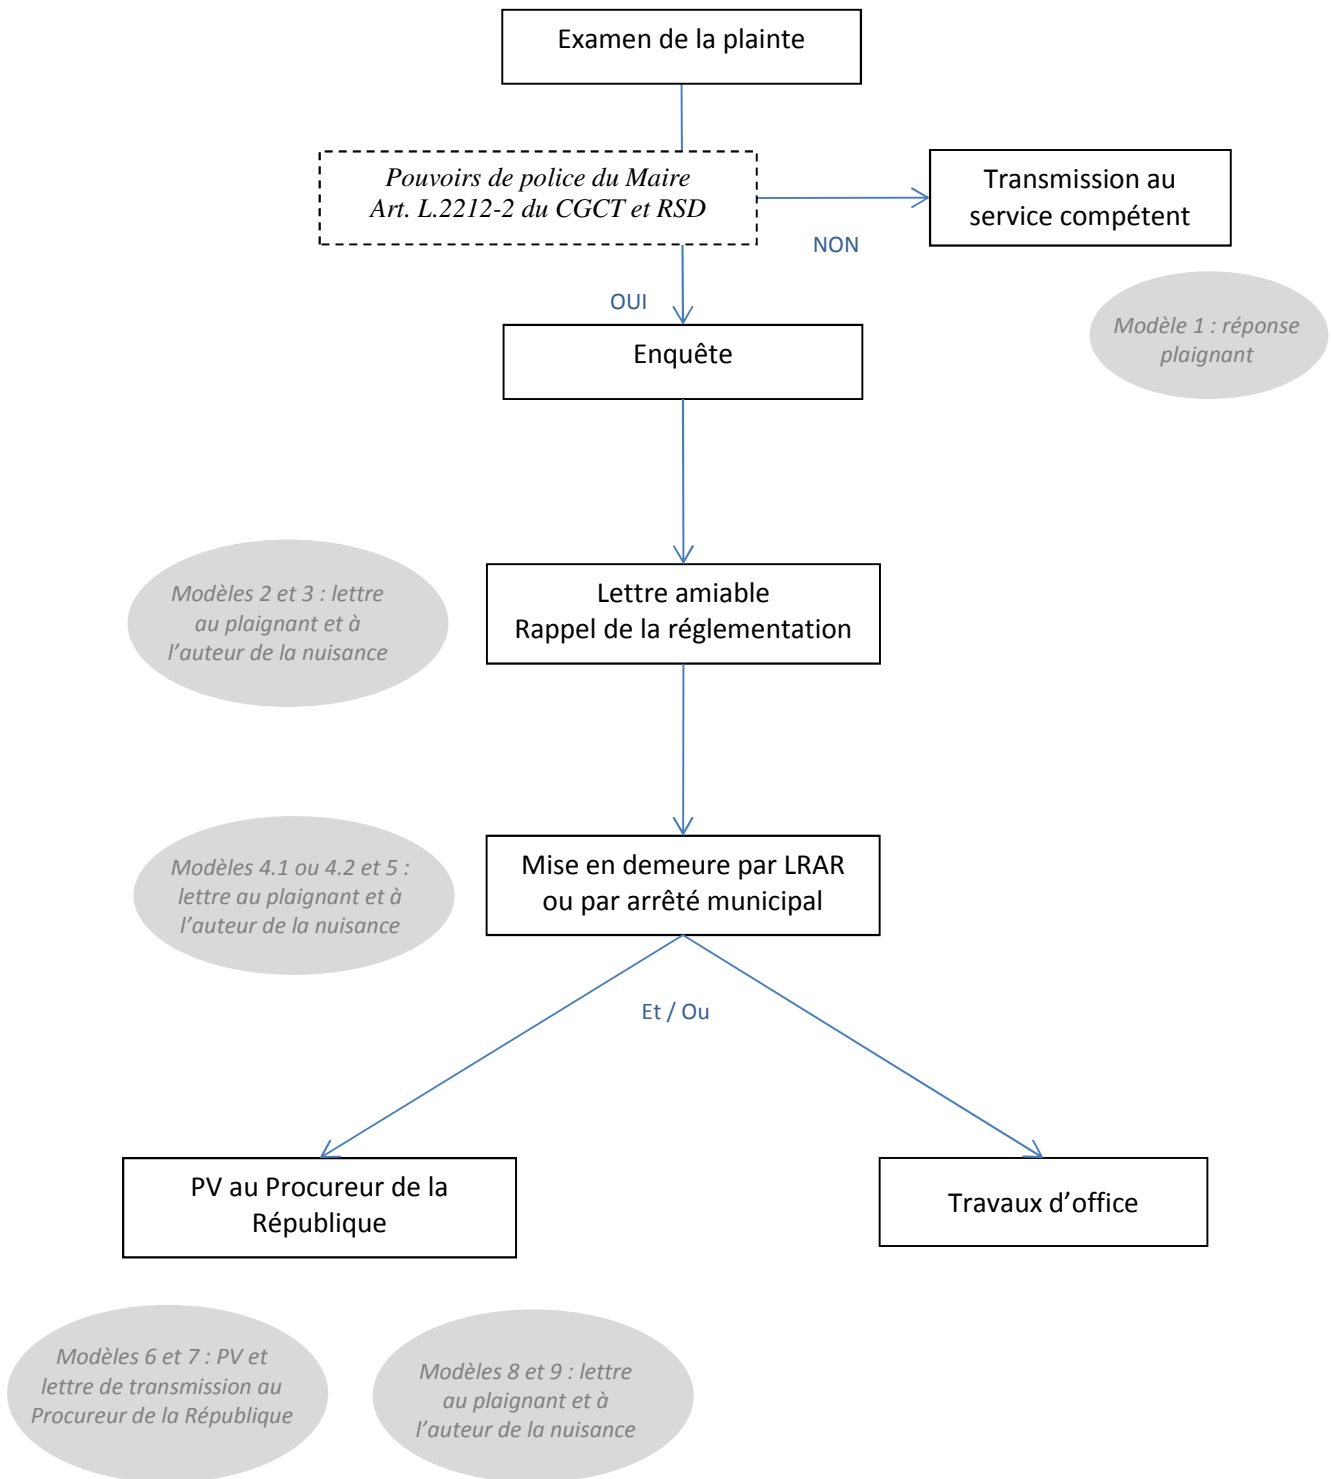 Examen de la plainte
Pouvoirs de police du Maire
Art. L.2212-2 du CGCT et RSD
Transmission au
service compétent
NON
OUI
Modèle 1 : réponse
plaignant
Enquête
Modèles 2 et 3 : lettre
au plaignant et à
l’auteur de la nuisance
Lettre amiable
Rappel de la réglementation
Modèles 4.1 ou 4.2 et 5 :
lettre au plaignant et à
l’auteur de la nuisance
Mise en demeure par LRAR
ou par arrêté municipal
Et / Ou
PV au Procureur de la
République
Travaux d’office
Modèles 6 et 7 : PV et
lettre de transmission au
Procureur de la République
Modèles 8 et 9 : lettre
au plaignant et à
l’auteur de la nuisance